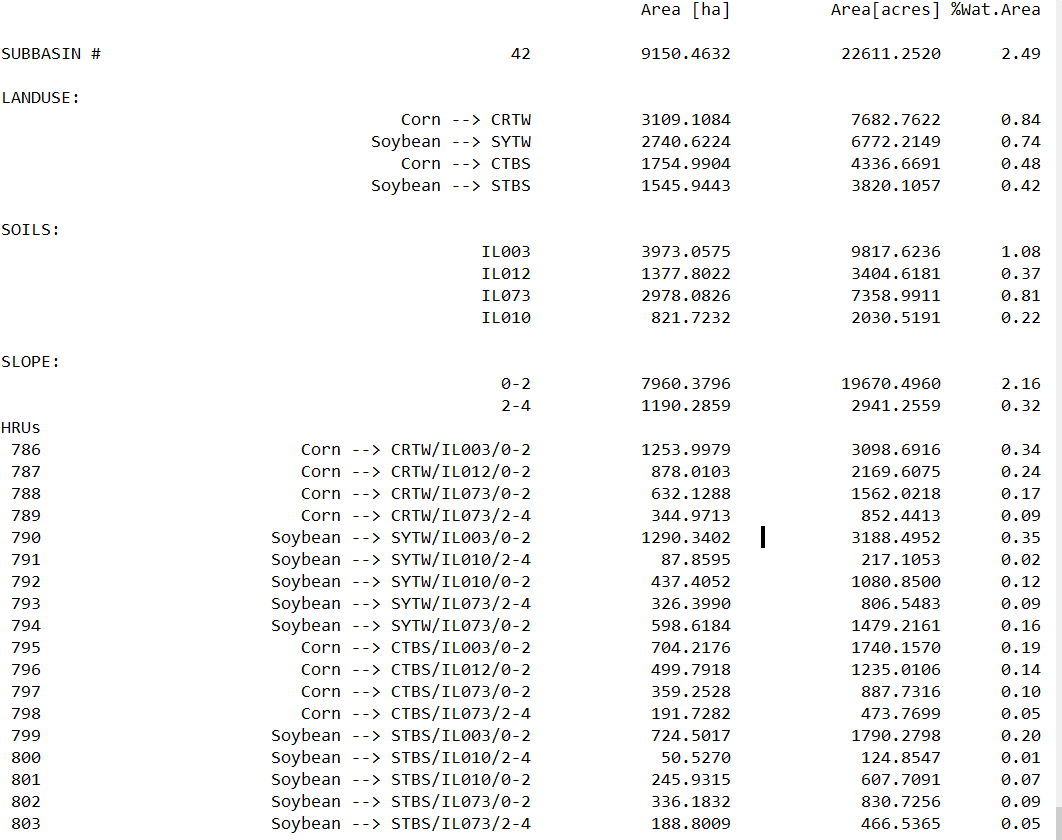 Area [ha] Area[acres] %Wat.Area
SUBBASIN # 42 9150.4632 22611.2520 2.49
LANDUSE:
Corn --> CRTW 3109.1084 7682.7622 0.84
Soybean --> SYTW 2740.6224 6772.2149 0.74
Corn --> CTBS 1754.9904 4336.6691 0.48
Soybean --> STBS 1545.9443 3820.1057 0.42
SOILS:
IL003 3973.0575 9817.6236 1.08
IL012 1377.8022 3404.6181 0.37
IL073 2978.0826 7358.9911 0.81
IL010 821.7232 2030.5191 0.22
SLOPE:
0-2 7960.3796 19670.4960 2.16
2-4 1190.2859 2941.2559 0.32
HRUs
786 Corn --> CRTW/IL003/0-2 1253.9979 3098.6916 0.34
787 Corn --> CRTW/IL012/0-2 878.0103 2169.6075 0.24
788 Corn --> CRTW/IL073/0-2 632.1288 1562.0218 0.17
789 Corn --> CRTW/IL073/2-4 344.9713 852.4413 0.09
790 Soybean --> SYTW/IL003/0-2 1290.3402 3188.4952 0.35
791 Soybean --> SYTW/IL010/2-4 87.8595 217.1053 0.02
792 Soybean --> SYTW/IL010/0-2 437.4052 1080.8500 0.12
793 Soybean --> SYTW/IL073/2-4 326.3990 806.5483 0.09
794 Soybean --> SYTW/IL073/0-2 598.6184 1479.2161 0.16
795 Corn --> CTBS/IL003/0-2 704.2176 1740.1570 0.19
796 Corn --> CTBS/IL012/0-2 499.7918 1235.0106 0.14
797 Corn --> CTBS/IL073/0-2 359.2528 887.7316 0.10
798 Corn --> CTBS/IL073/2-4 191.7282 473.7699 0.05
799 Soybean --> STBS/IL003/0-2 724.5017 1790.2798 0.20
800 Soybean --> STBS/IL010/2-4 50.5270 124.8547 0.01
801 Soybean --> STBS/IL010/0-2 245.9315 607.7091 0.07
802 Soybean --> STBS/IL073/0-2 336.1832 830.7256 0.09
803 Soybean --> STBS/IL073/2-4 188.8009 466.5365 0.05